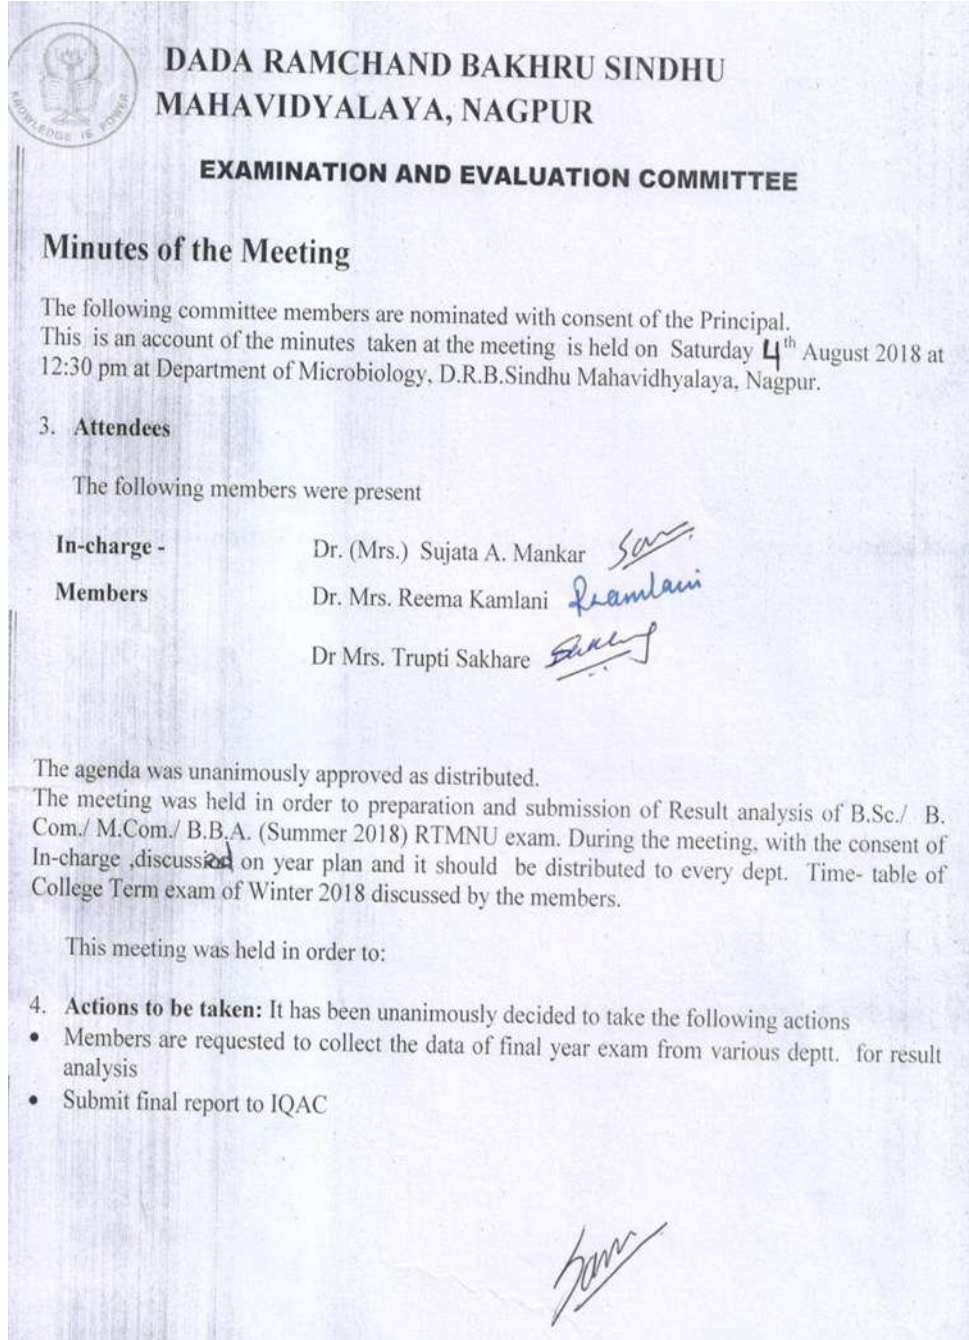 KNOWLEDGE IS POWER
DADA RAMCHAND BAKHRU SINDHU
MAHAVIDYALAYA, NAGPUR
EXAMINATION AND EVALUATION COMMITTEE
Minutes of the Meeting
The following committee members are nominated with consent of the Principal.
This is an account of the minutes taken at the meeting is held on Saturday 4th August 2018 at
12:30 pm at Department of Microbiology, D.R.B.Sindhu Mahavidhyalaya, Nagpur.
3. Attendees
The following members were present
In-charge - Dr. (Mrs.) Sujata A. Mankar
Members Dr. Mrs. Reema Kamlani Rkamlani
Dr Mrs. Trupti Sakhare
The agenda was unanimously approved as distributed.
The meeting was held in order to preparation and submission of Result analysis of B.Sc./ B.
Com./ M.Com./ B.B.A. (Summer 2018) RTMNU exam. During the meeting, with the consent of
In-charge ,discussed on year plan and it should be distributed to every dept. Time- table of
College Term exam of Winter 2018 discussed by the members.
This meeting was held in order to:
4. Actions to be taken: It has been unanimously decided to take the following actions
• Members are requested to collect the data of final year exam from various deptt. for result
analysis
• Submit final report to IQAC